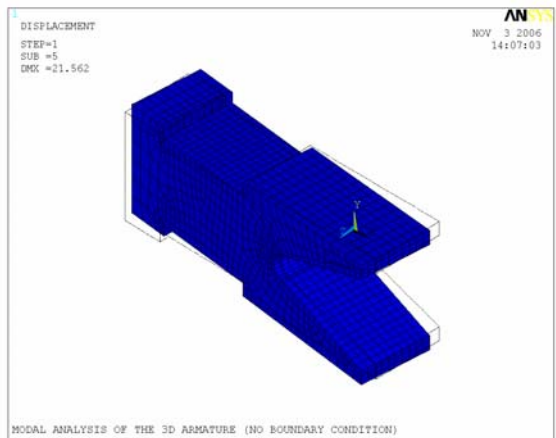 1
DISPLACEMENT
STEP=1
SUB =5
DMX =21.562
ANSYS
NOV 3 2006
14:07:03
Y
MODAL ANALYSIS OF THE 3D ARMATURE (NO BOUNDARY CONDITION)